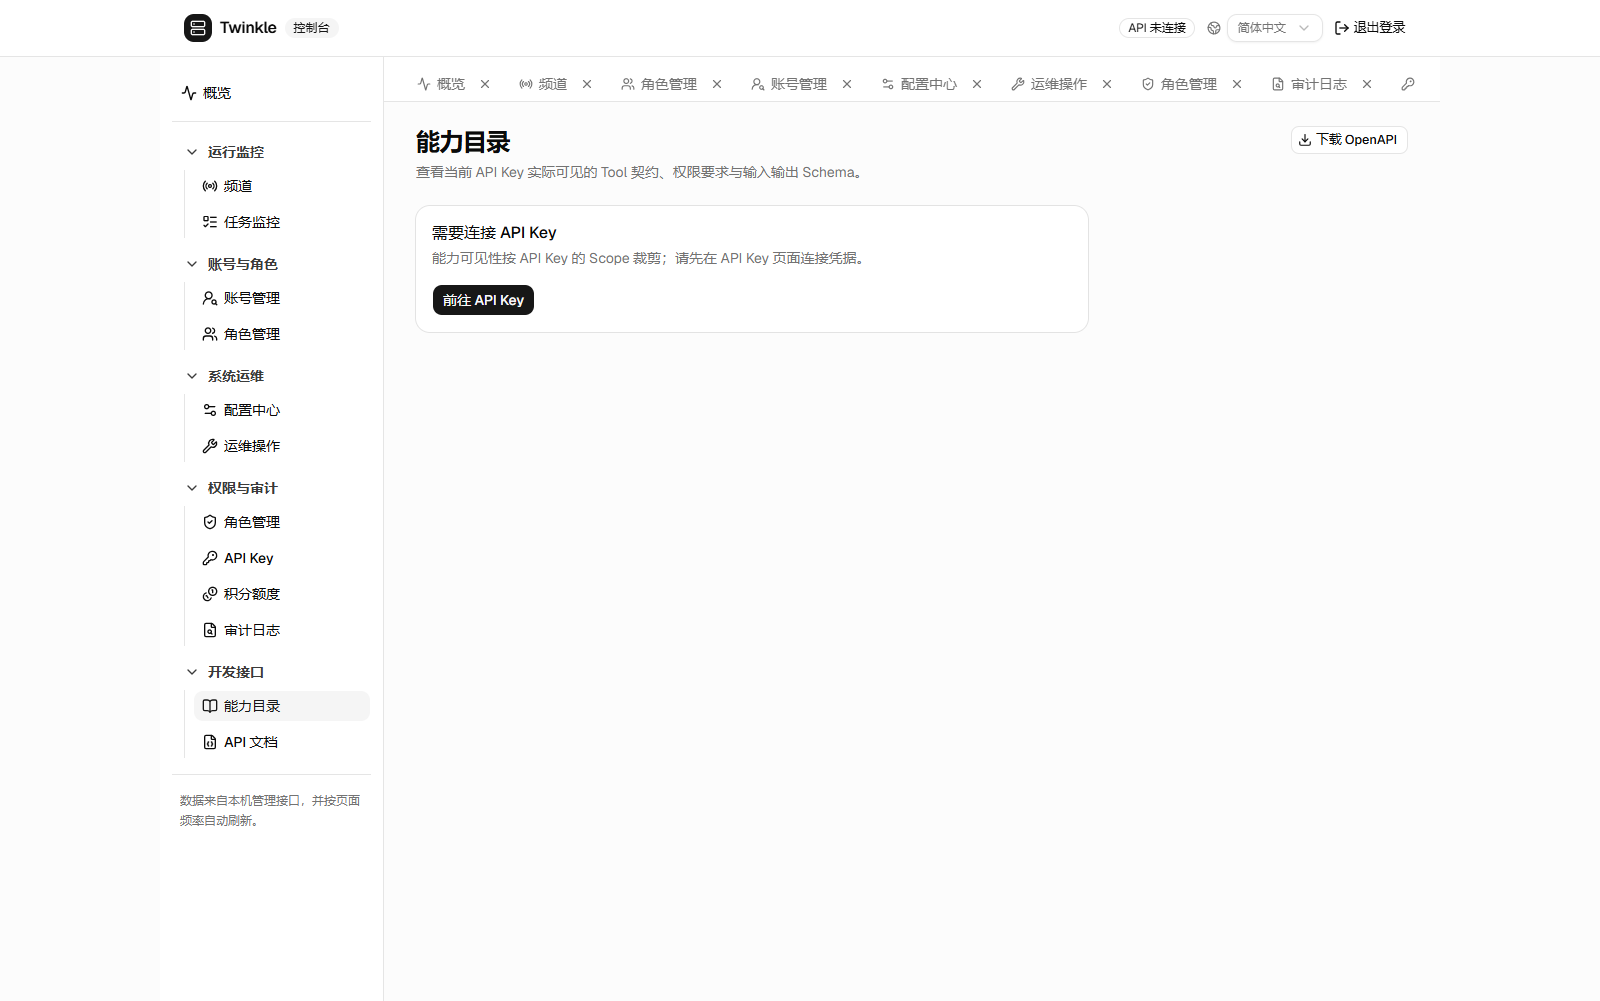 Twinkle 控制台
API 未连接 简体中文 退出登录
概览
运行监控
频道
任务监控
账号与角色
账号管理
角色管理
系统运维
配置中心
运维操作
权限与审计
角色管理
API Key
积分额度
审计日志
开发接口
能力目录
API 文档
数据来自本机管理接口，并按页面
频率自动刷新。
概览 频道 角色管理 账号管理 配置中心 运维操作 角色管理 审计日志
能力目录
下载 OpenAPI
查看当前 API Key 实际可见的 Tool 契约、权限要求与输入输出 Schema。
需要连接 API Key
能力可见性按 API Key 的 Scope 裁剪；请先在 API Key 页面连接凭据。
前往 API Key